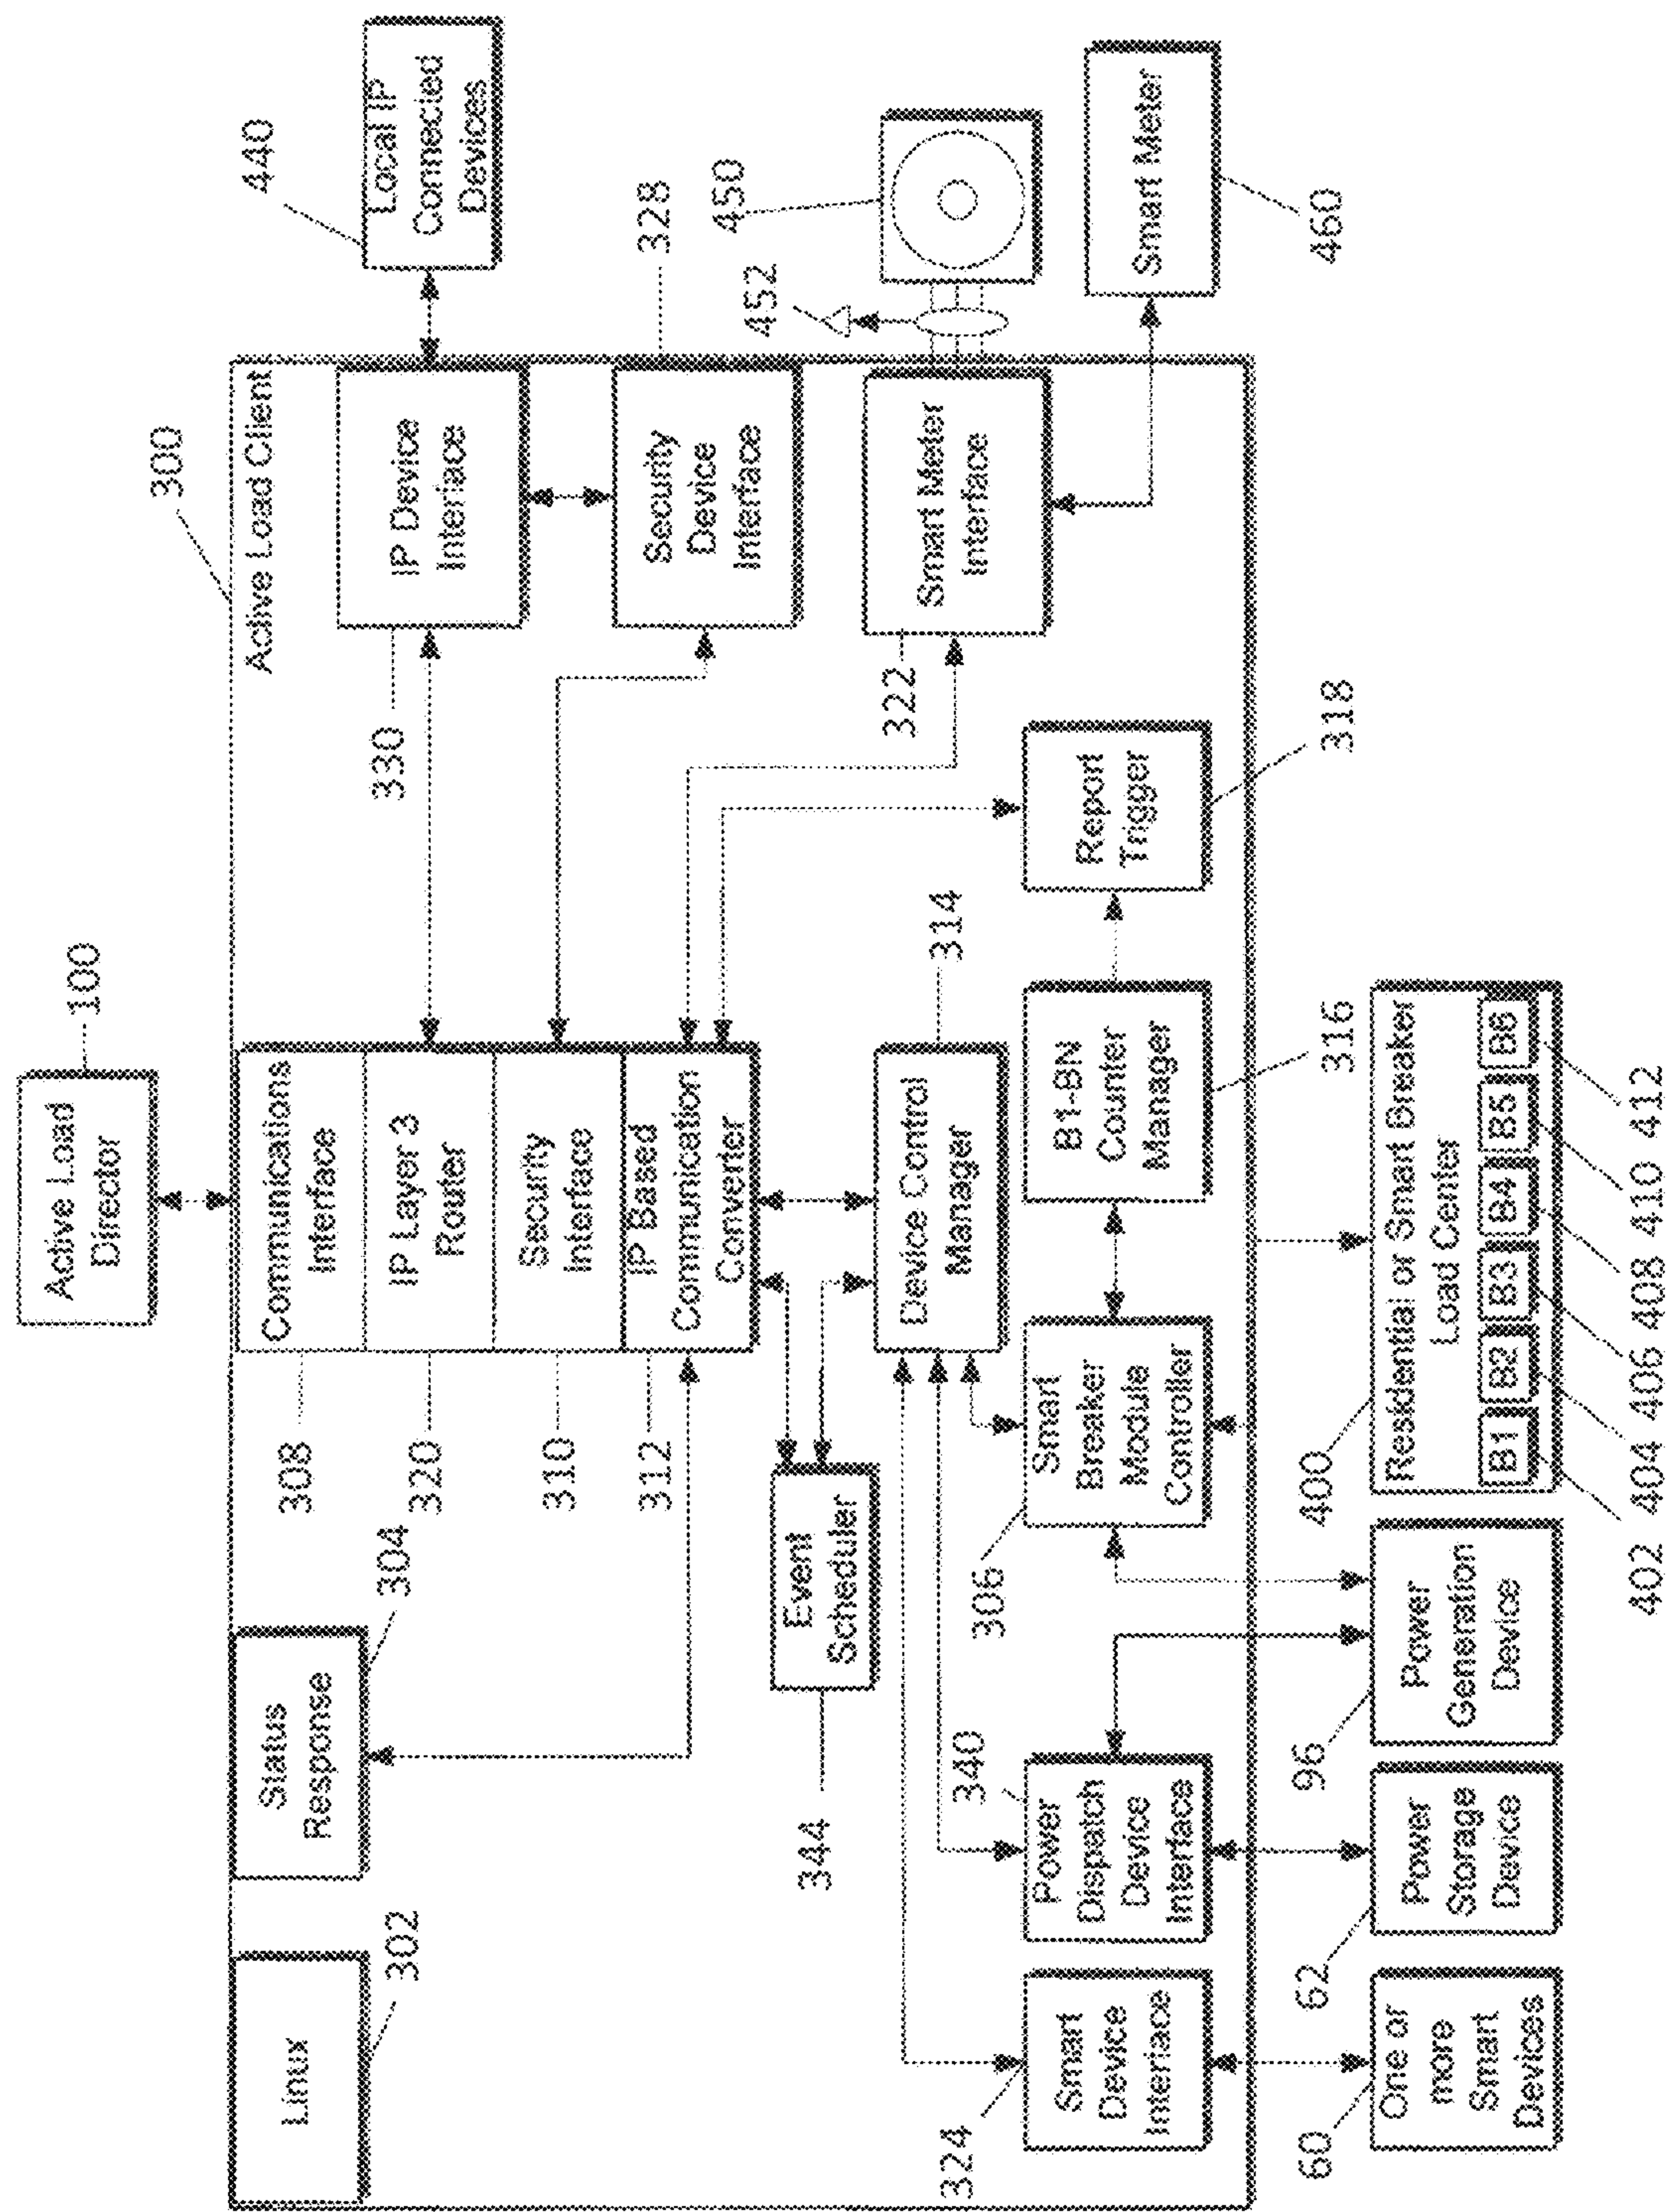 Active Load
Director
100
300
Active Load Client
Linux
302
Status
Response
304
308
Communications
Interface
320
IP Layer 3
Router
310
Security
Interface
312
IP Based
Communication
Converter
330
IP Device
Interface
440
Local IP
Connected
Devices
Security
Device
Interface
328
452
450
322
Smart Meter
Interface
Smart Meter
460
Event
Scheduler
344
Device Control
Manager
314
324
Smart
Device
Interface
340
Power
Dispatch
Device
Interface
306
Smart
Breaker
Module
Controller
B1-BN
Counter
Manager
316
Report
Trigger
318
60
One or
more
Smart
Devices
62
Power
Storage
Device
96
Power
Generation
Device
400
Residential or Smart Breaker
Load Center
B1 B2 B3 B4 B5 B6
402 404 406 408 410 412